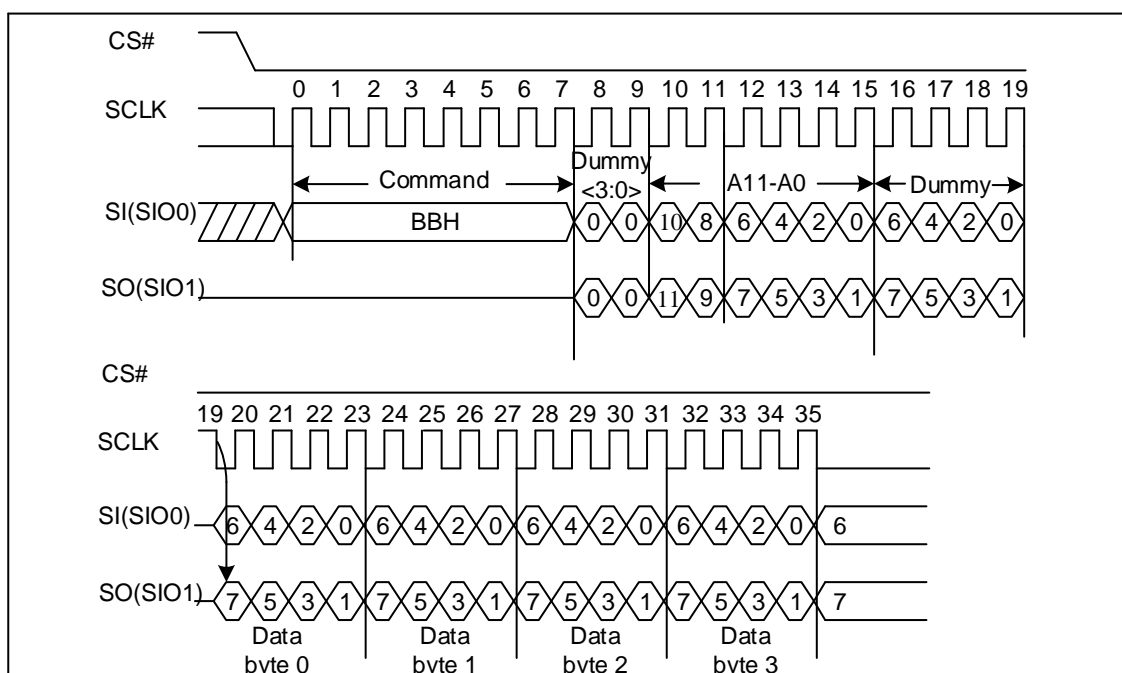 CS#
0 1 2 3 4 5 6 7 8 9 10 11 12 13 14 15 16 17 18 19
SCLK
Dummy
Command <3:0> A11-A0 Dummy
SI(SIO0) BBH 0 0 10 8 6 4 2 0 6 4 2 0
SO(SIO1) 0 0 11 9 7 5 3 1 7 5 3 1
CS#
19 20 21 22 23 24 25 26 27 28 29 30 31 32 33 34 35
SCLK
SI(SIO0) 6 4 2 0 6 4 2 0 6 4 2 0 6 4 2 0 6
SO(SIO1) 7 5 3 1 7 5 3 1 7 5 3 1 7 5 3 1 7
Data Data Data Data
byte 0 byte 1 byte 2 byte 3